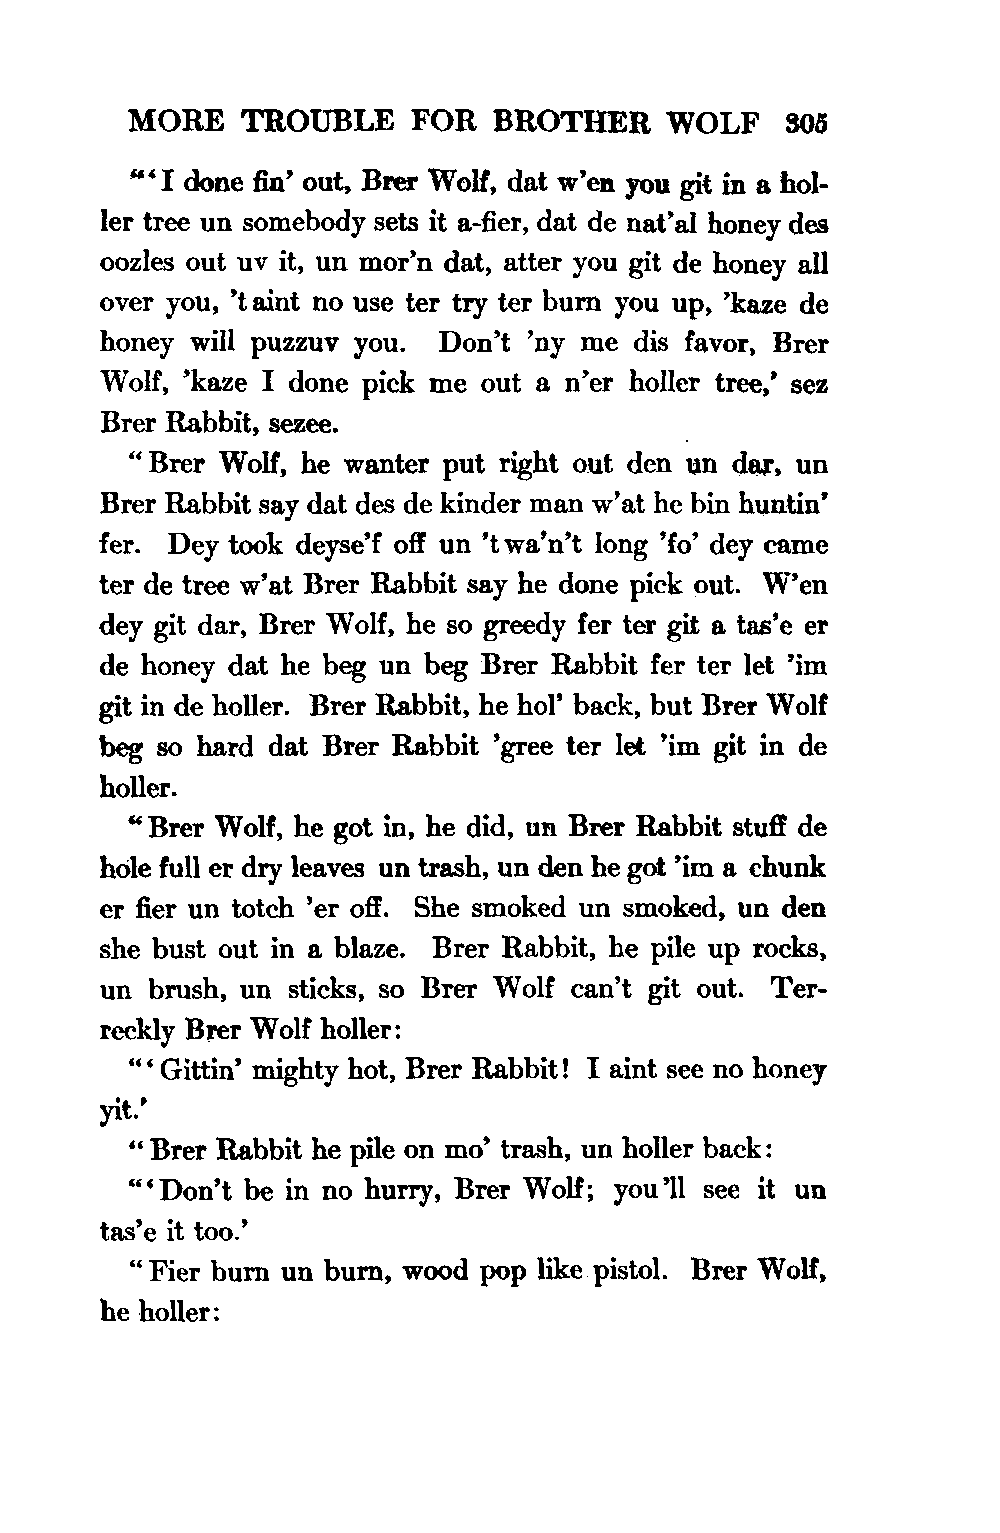 MORE TROUBLE FOR BROTHER WOLF 305
"'I done fin' out, Brer Wolf, dat w'en you git in a hol-
ler tree un somebody sets it a-fier, dat de nat'al honey des
oozles out uv it, un mor'n dat, atter you git de honey all
over you, 't aint no use ter try ter burn you up, 'kaze de
honey will puzzuv you. Don't 'ny me dis favor, Brer
Wolf, 'kaze I done pick me out a n'er holler tree,' sez
Brer Rabbit, sezee.
"Brer Wolf, he wanter put right out den un dar, un
Brer Rabbit say dat des de kinder man w'at he bin huntin'
fer. Dey took deyse'f off un 't wa'n't long 'fo' dey came
ter de tree w'at Brer Rabbit say he done pick out. W'en
dey git dar, Brer Wolf, he so greedy fer ter git a tas'e er
de honey dat he beg un beg Brer Rabbit fer ter let 'im
git in de holler. Brer Rabbit, he hol' back, but Brer Wolf
beg so hard dat Brer Rabbit 'gree ter let 'im git in de
holler.
"Brer Wolf, he got in, he did, un Brer Rabbit stuff de
hole full er dry leaves un trash, un den he got 'im a chunk
er fier un totch 'er off. She smoked un smoked, un den
she bust out in a blaze. Brer Rabbit, he pile up rocks,
un brush, un sticks, so Brer Wolf can't git out. Ter-
reckly Brer Wolf holler:
"'Gittin' mighty hot, Brer Rabbit! I aint see no honey
yit.'
"Brer Rabbit he pile on mo' trash, un holler back:
"'Don't be in no hurry, Brer Wolf; you'll see it un
tas'e it too.'
"Fier burn un burn, wood pop like pistol. Brer Wolf,
he holler: